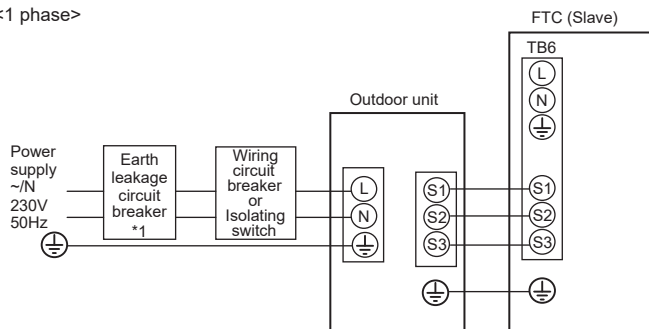 <1 phase>
FTC (Slave)
TB6
L
N
Outdoor unit
Power
supply
~/N
230V
50Hz
Earth
leakage
circuit
breaker
*1
Wiring
circuit
breaker
or
Isolating
switch
L
N
S1
S2
S3
S1
S2
S3